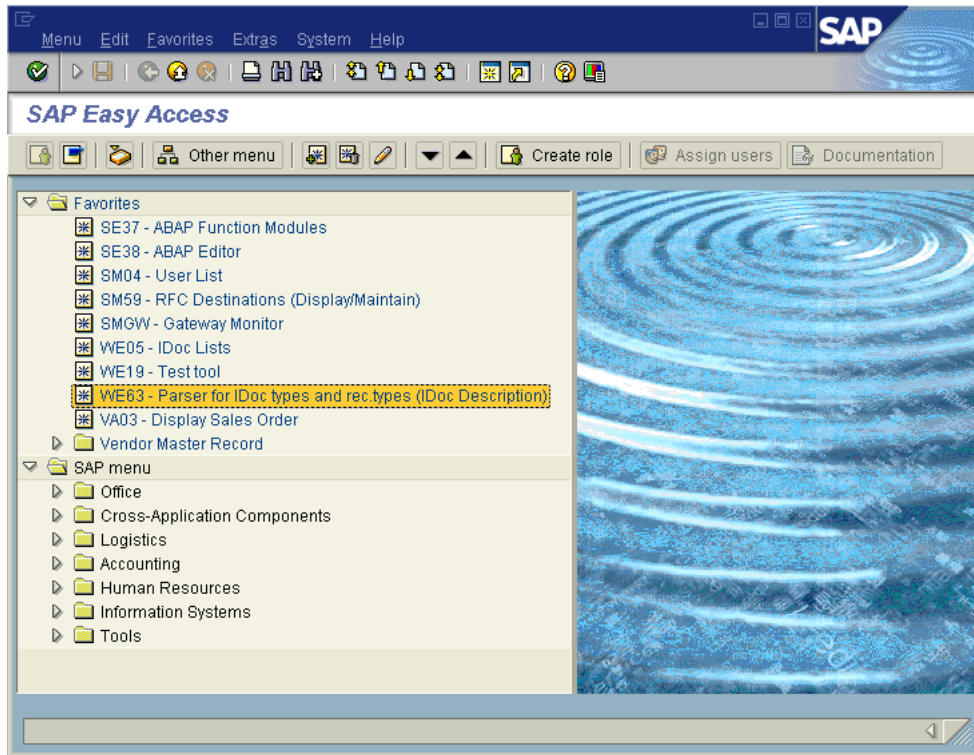 Menu Edit Favorites Extras System Help
SAP
SAP Easy Access
Other menu Create role Assign users Documentation
Favorites
SE37 - ABAP Function Modules
SE38 - ABAP Editor
SM04 - User List
SM59 - RFC Destinations (Display/Maintain)
SMGW - Gateway Monitor
WE05 - IDoc Lists
WE19 - Test tool
WE63 - Parser for IDoc types and rec.types (IDoc Description)
VA03 - Display Sales Order
Vendor Master Record
SAP menu
Office
Cross-Application Components
Logistics
Accounting
Human Resources
Information Systems
Tools